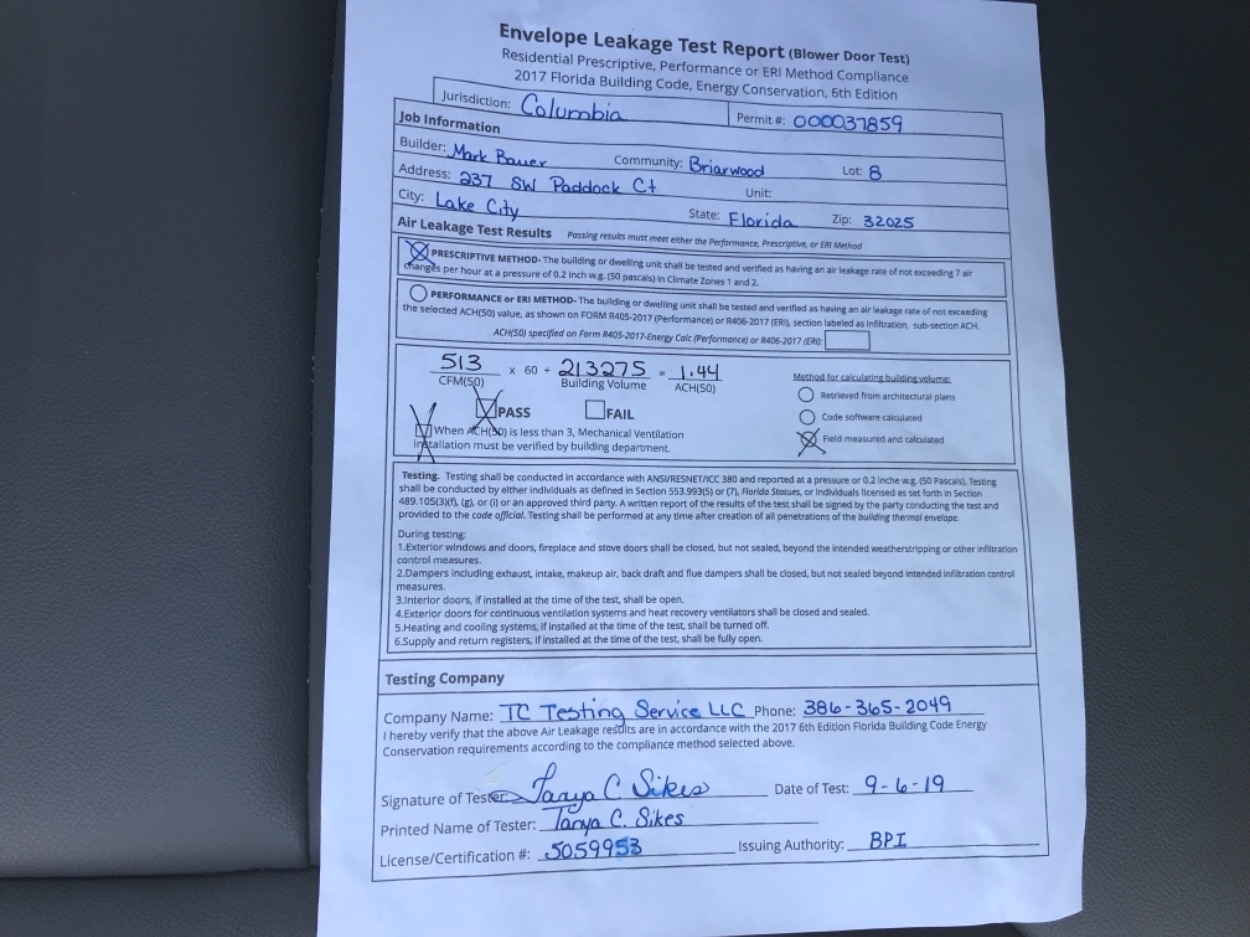 Envelope Leakage Test Report (Blower Door Test)
Residential Prescriptive, Performance or ERI Method Compliance
2017 Florida Building Code, Energy Conservation, 6th Edition
Jurisdiction: Columbia Permit #: 000037859
Job Information
Builder: Mark Bauer Community: Briarwood Lot: 8
Address: 237 SW Paddock Ct Unit:
City: Lake City State: Florida Zip: 32025
Air Leakage Test Results Passing results must meet either the Performance, Prescriptive, or ERI Method
PRESCRIPTIVE METHOD- The building or dwelling unit shall be tested and verified as having an air leakage rate of not exceeding 7 air
changes per hour at a pressure of 0.2 inch w.g. (50 pascals) in Climate Zones 1 and 2.
PERFORMANCE or ERI METHOD- The building or dwelling unit shall be tested and verified as having an air leakage rate of not exceeding
the selected ACH(50) value, as shown on FORM R405-2017 (Performance) or R406-2017 (ERI), section labeled as Infiltration, sub-section ACH.
ACH(50) specified on Form R405-2017-Energy Calc (Performance) or R406-2017 (ERI):
513 x 60 ÷ 213275 = 1.44
CFM(50) Building Volume ACH(50)
Method for calculating building volume:
Retrieved from architectural plans
Code software calculated
Field measured and calculated
PASS FAIL
When ACH(50) is less than 3, Mechanical Ventilation
installation must be verified by building department.
Testing. Testing shall be conducted in accordance with ANSI/RESNET/ICC 380 and reported at a pressure or 0.2 inche w.g. (50 Pascals). Testing
shall be conducted by either individuals as defined in Section 553.993(5) or (7), Florida Statues, or individuals licensed as set forth in Section
489.105(3)(f), (g), or (i) or an approved third party. A written report of the results of the test shall be signed by the party conducting the test and
provided to the code official. Testing shall be performed at any time after creation of all penetrations of the building thermal envelope.
During testing:
1.Exterior windows and doors, fireplace and stove doors shall be closed, but not sealed, beyond the intended weatherstripping or other infiltration
control measures.
2.Dampers including exhaust, intake, makeup air, back draft and flue dampers shall be closed, but not sealed beyond intended infiltration control
measures.
3.Interior doors, if installed at the time of the test, shall be open.
4.Exterior doors for continuous ventilation systems and heat recovery ventilators shall be closed and sealed.
5.Heating and cooling systems, if installed at the time of the test, shall be turned off.
6.Supply and return registers, if installed at the time of the test, shall be fully open.
Testing Company
Company Name: TC Testing Service LLC Phone: 386-365-2049
I hereby verify that the above Air Leakage results are in accordance with the 2017 6th Edition Florida Building Code Energy
Conservation requirements according to the compliance method selected above.
Signature of Tester: Tanya C. Sikes Date of Test: 9-6-19
Printed Name of Tester: Tanya C. Sikes
License/Certification #: 5059953 Issuing Authority: BPI